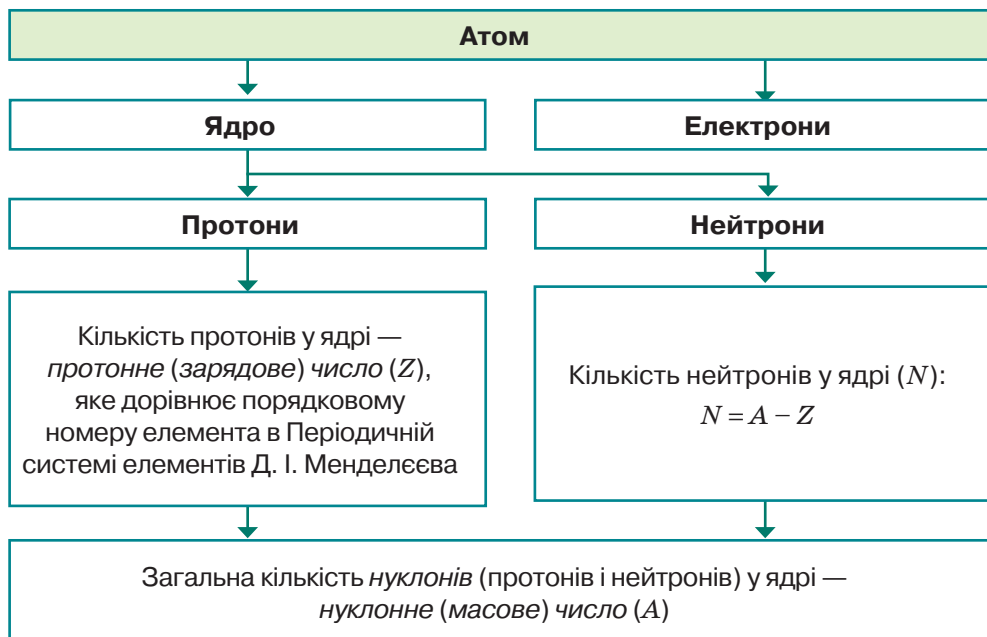 Атом
Ядро
Електрони
Протони
Нейтрони
Кількість протонів у ядрі —
протонне (зарядове) число (Z),
яке дорівнює порядковому
номеру елемента в Періодичній
системі елементів Д. І. Менделєєва
Кількість нейтронів у ядрі (N):
N = A – Z
Загальна кількість нуклонів (протонів і нейтронів) у ядрі —
нуклонне (масове) число (A)